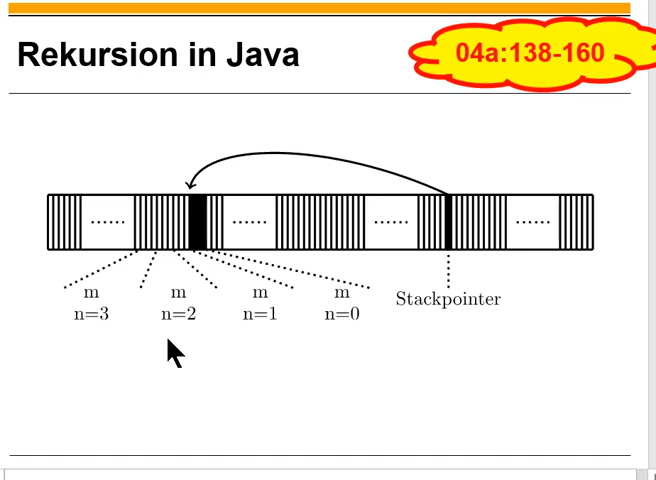 Rekursion in Java
04a:138-160
...... ...... ...... ......
m m m m Stackpointer
n=3 n=2 n=1 n=0